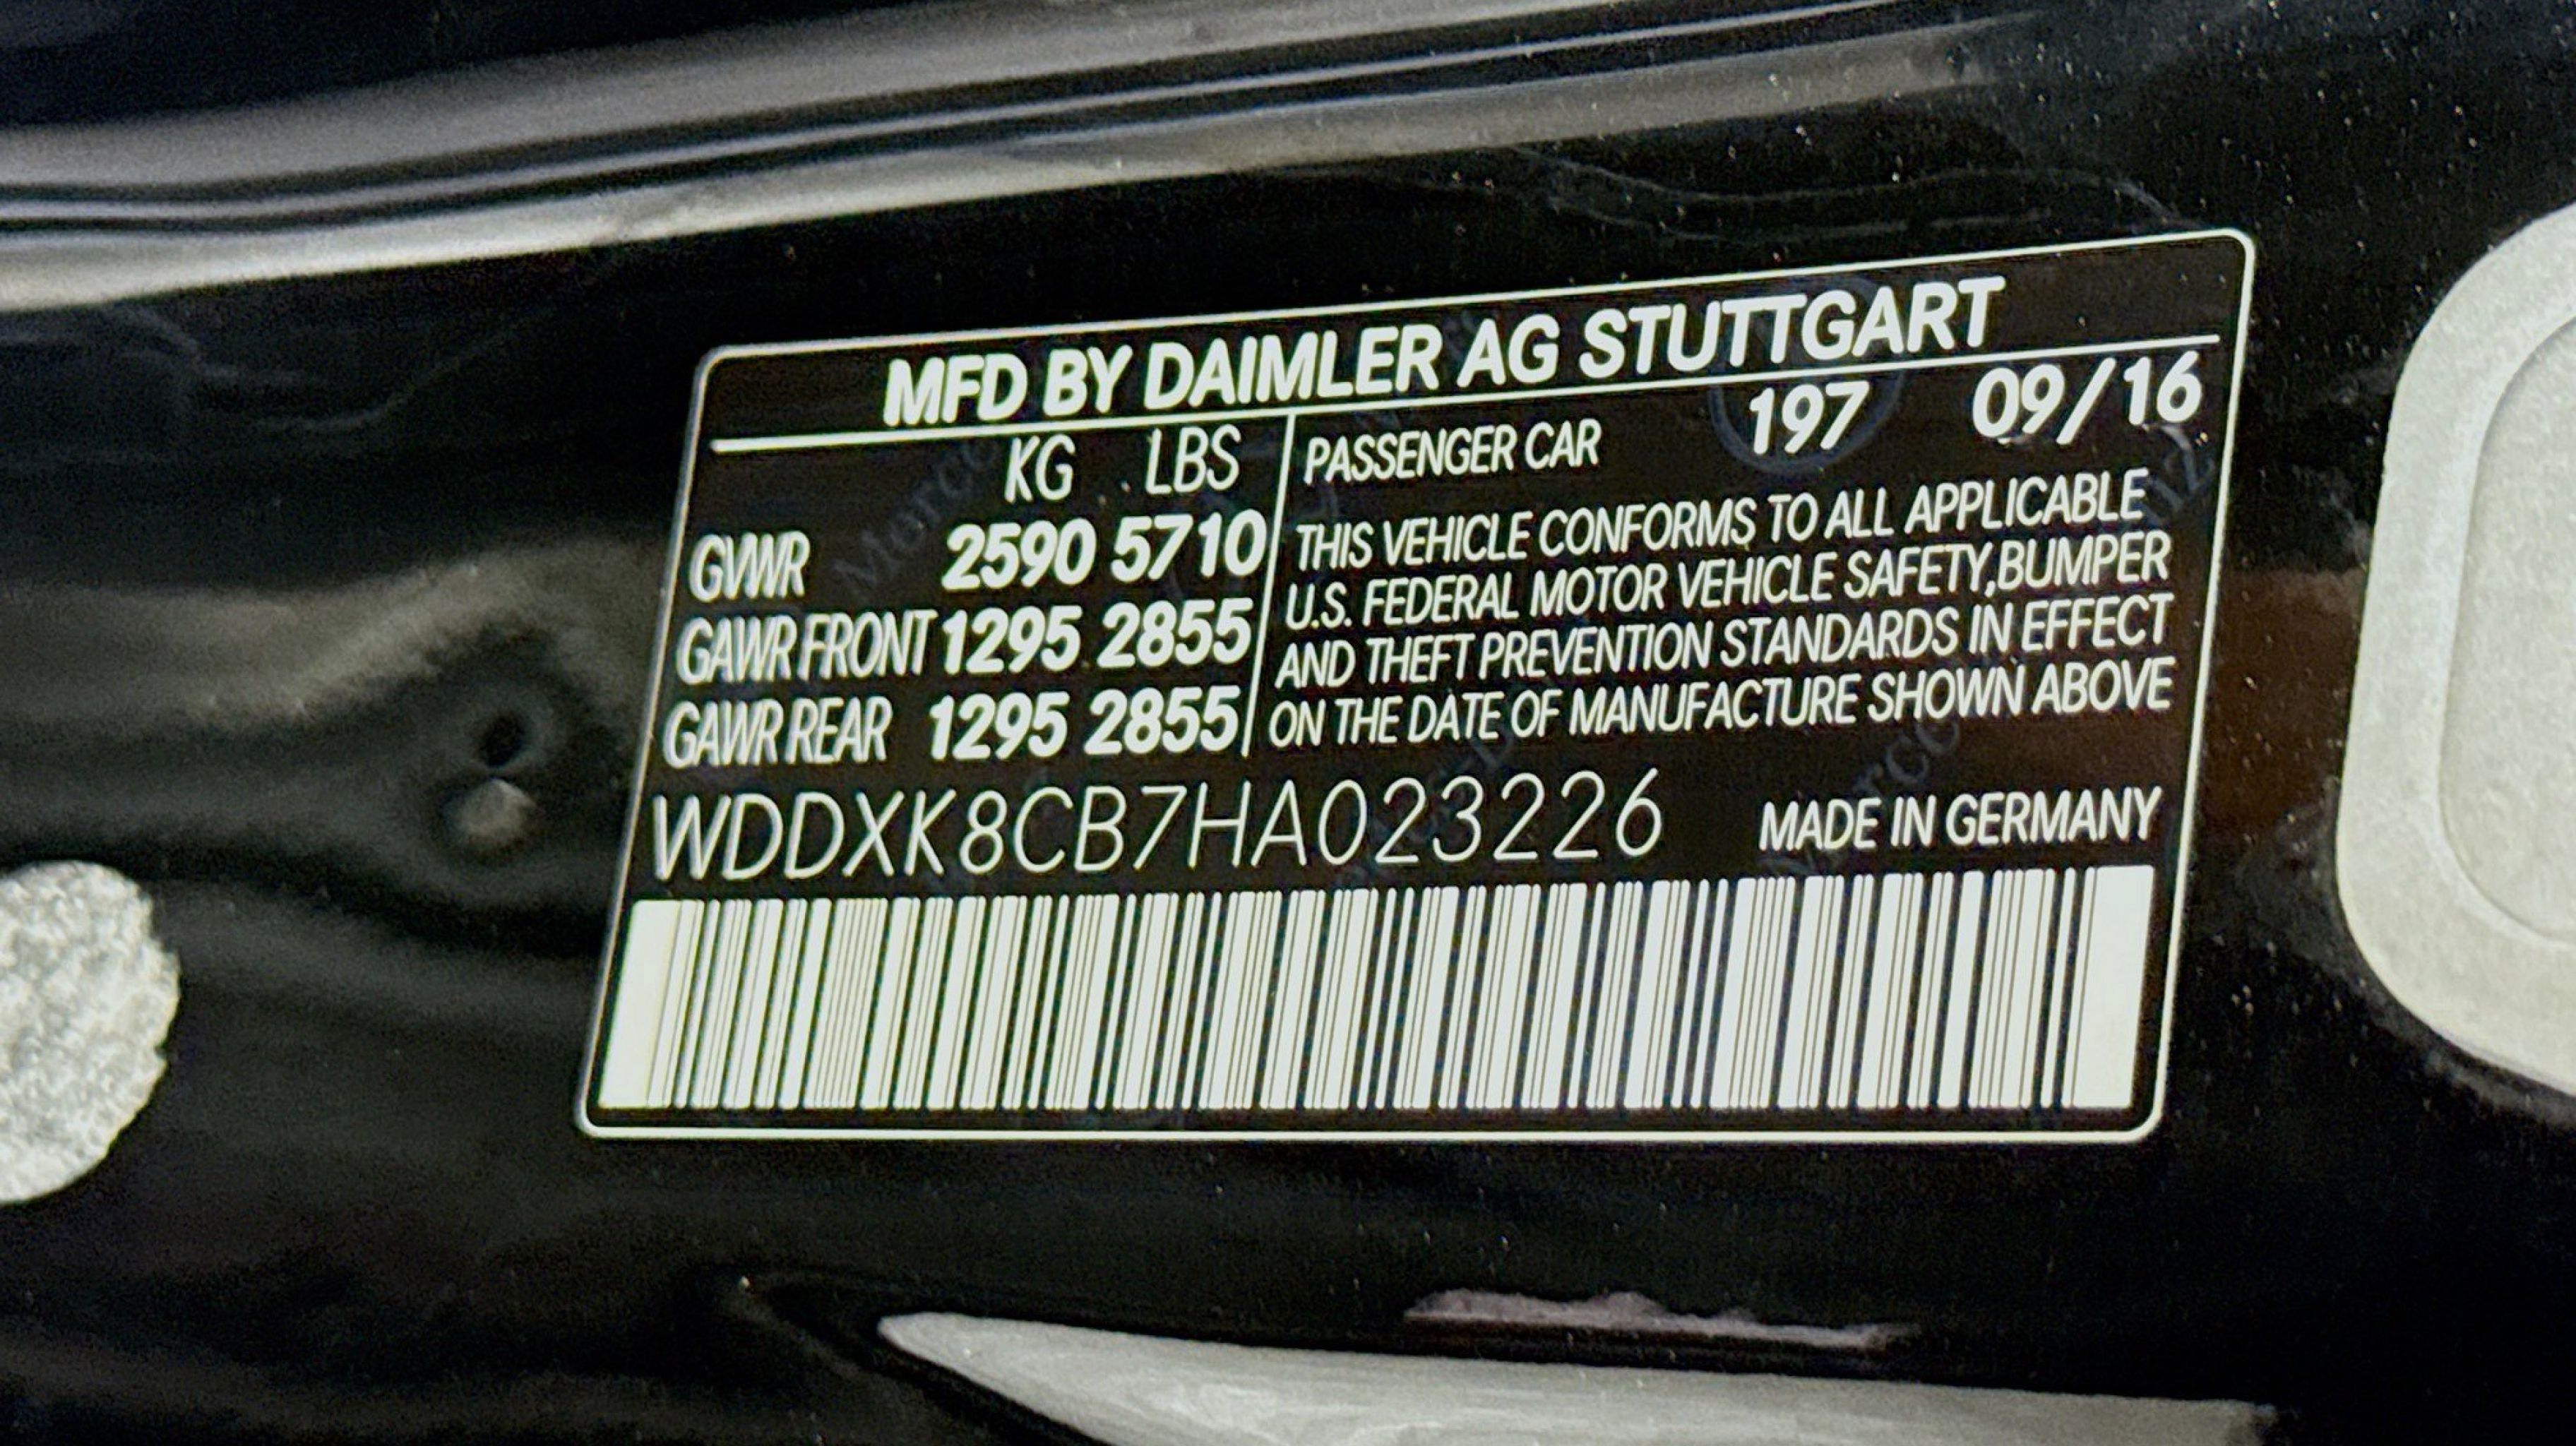 MFD BY DAIMLER AG STUTTGART
KG LBS
GVWR 2590 5710
GAWR FRONT 1295 2855
GAWR REAR 1295 2855
PASSENGER CAR 197 09/16
THIS VEHICLE CONFORMS TO ALL APPLICABLE
U.S. FEDERAL MOTOR VEHICLE SAFETY,BUMPER
AND THEFT PREVENTION STANDARDS IN EFFECT
ON THE DATE OF MANUFACTURE SHOWN ABOVE
WDDXK8CB7HA023226
MADE IN GERMANY